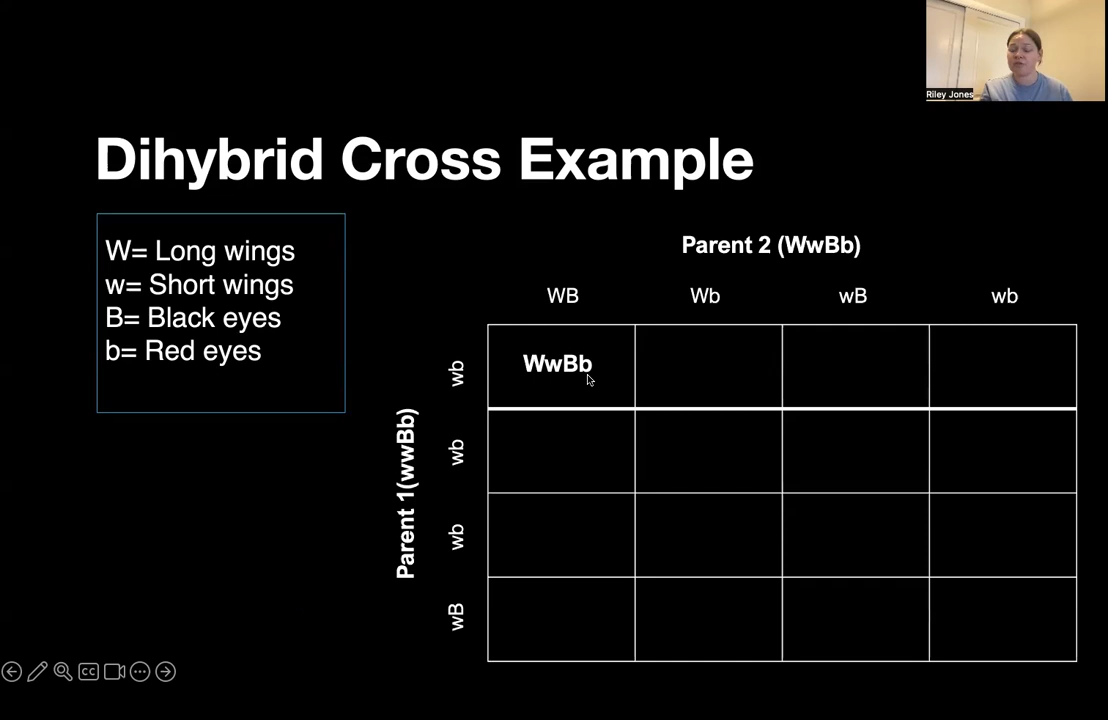 Riley Jones
Dihybrid Cross Example
W= Long wings
w= Short wings
B= Black eyes
b= Red eyes
Parent 2 (WwBb)
WB Wb wB wb
Parent 1(wwBb)
wb WwBb
wb
wb
wB
CC